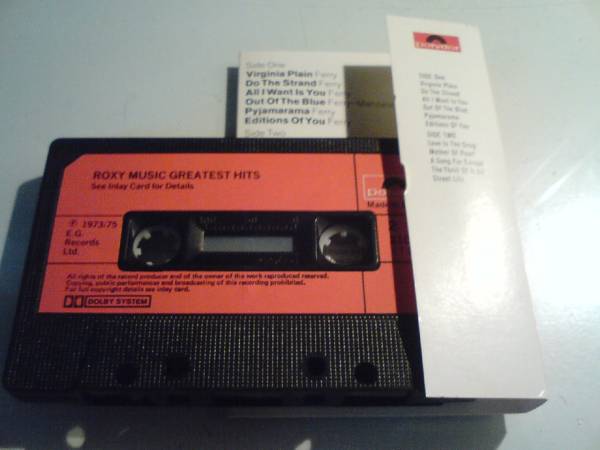 Side One
Virginia Plain Ferry
Do The Strand Ferry
All I Want Is You Ferry
Out Of The Blue Ferry-Manzanera
Pyjamarama Ferry
Editions Of You Ferry
Side Two
polydor
SIDE ONE
Virginia Plain
Do The Strand
All I Want Is You
Out Of The Blue
Pyjamarama
Editions Of You
SIDE TWO
Love Is The Drug
Mother Of Pearl
A Song For Europe
The Thrill Of It All
Street Life
ROXY MUSIC GREATEST HITS
See Inlay Card for Details
Made
℗ 1973/75
E.G.
Records
Ltd.
2
All rights of the record producer and of the owner of the work reproduced reserved.
Copying, public performances and broadcasting of this recording prohibited.
For full copyright details see inlay card.
DOLBY SYSTEM